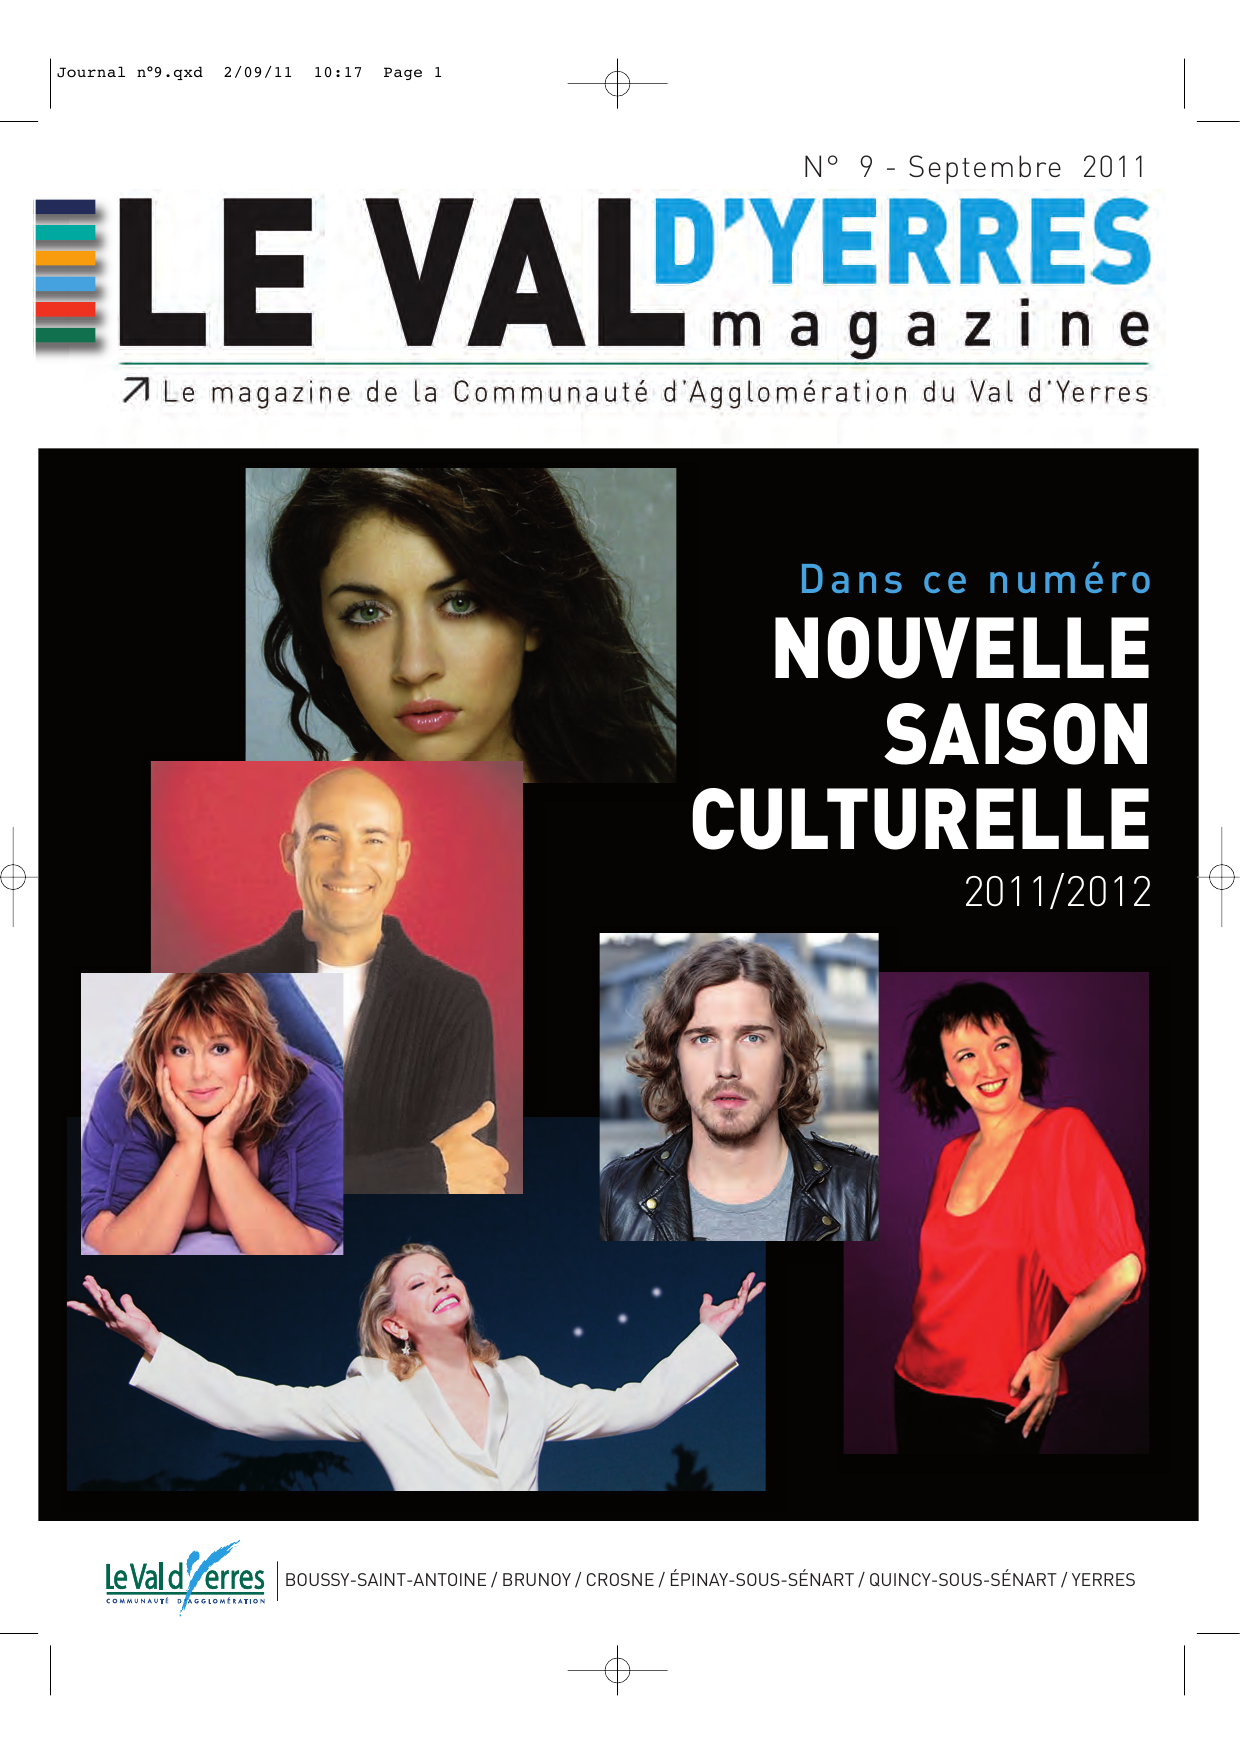 Journal n°9.qxd 2/09/11 10:17 Page 1
N° 9 - Septembre 2011
LE VAL D'YERRES
magazine
Le magazine de la Communauté d'Agglomération du Val d'Yerres
Dans ce numéro
NOUVELLE
SAISON
CULTURELLE
2011/2012
Le Val d'Yerres
COMMUNAUTÉ D'AGGLOMÉRATION
BOUSSY-SAINT-ANTOINE / BRUNOY / CROSNE / ÉPINAY-SOUS-SÉNART / QUINCY-SOUS-SÉNART / YERRES